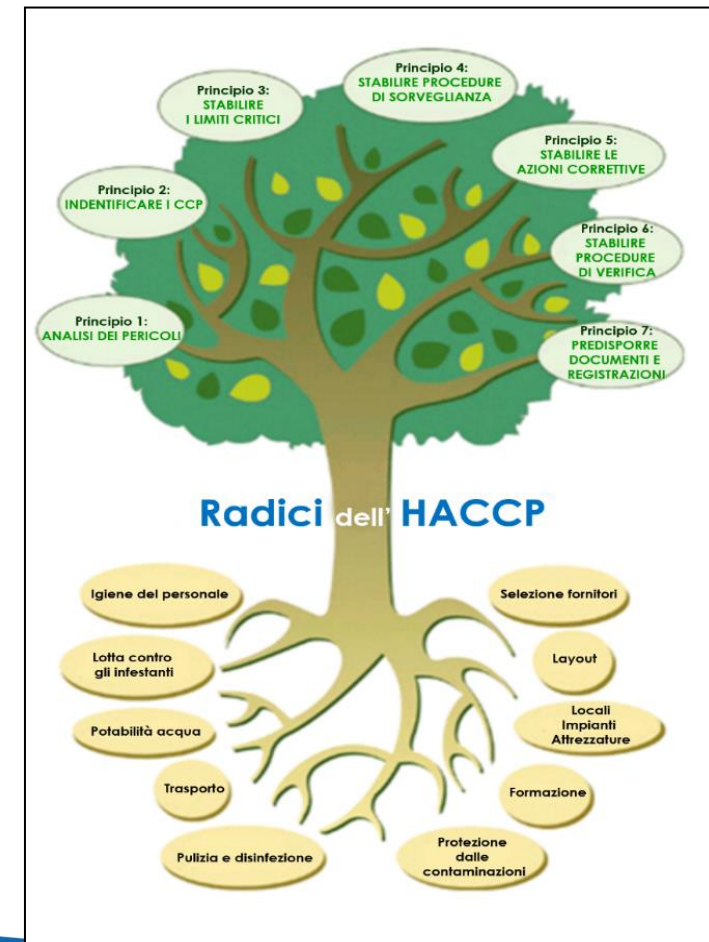 Principio 4:
STABILIRE PROCEDURE
DI SORVEGLIANZA
Principio 3:
STABILIRE
I LIMITI CRITICI
Principio 5:
STABILIRE LE
AZIONI CORRETTIVE
Principio 2:
INDENTIFICARE I CCP
Principio 6:
STABILIRE
PROCEDURE
DI VERIFICA
Principio 1:
ANALISI DEI PERICOLI
Principio 7:
PREDISPORRE
DOCUMENTI E
REGISTRAZIONI
Radici dell' HACCP
Igiene del personale
Selezione fornitori
Lotta contro
gli infestanti
Layout
Potabilità acqua
Locali
Impianti
Attrezzature
Trasporto
Formazione
Pulizia e disinfezione
Protezione
dalle
contaminazioni